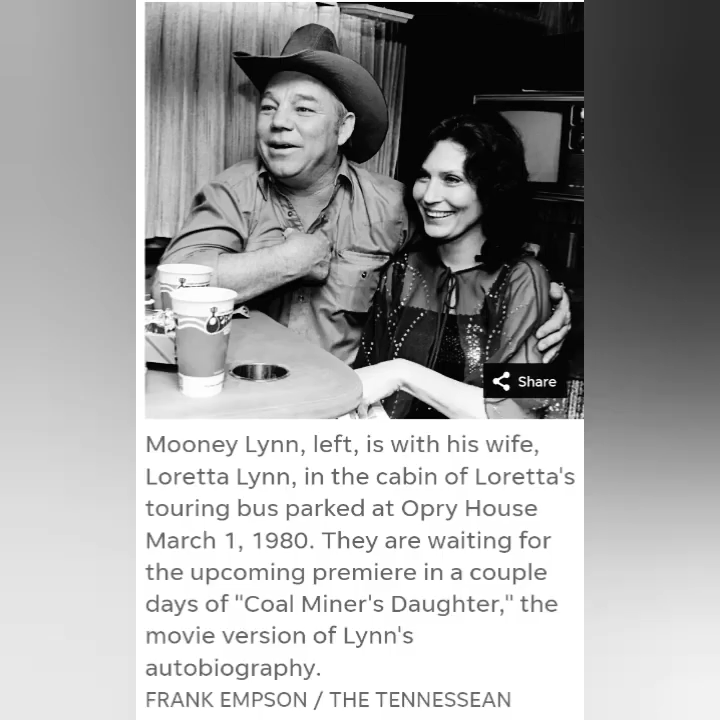 Share
Mooney Lynn, left, is with his wife,
Loretta Lynn, in the cabin of Loretta's
touring bus parked at Opry House
March 1, 1980. They are waiting for
the upcoming premiere in a couple
days of "Coal Miner's Daughter," the
movie version of Lynn's
autobiography.
FRANK EMPSON / THE TENNESSEAN